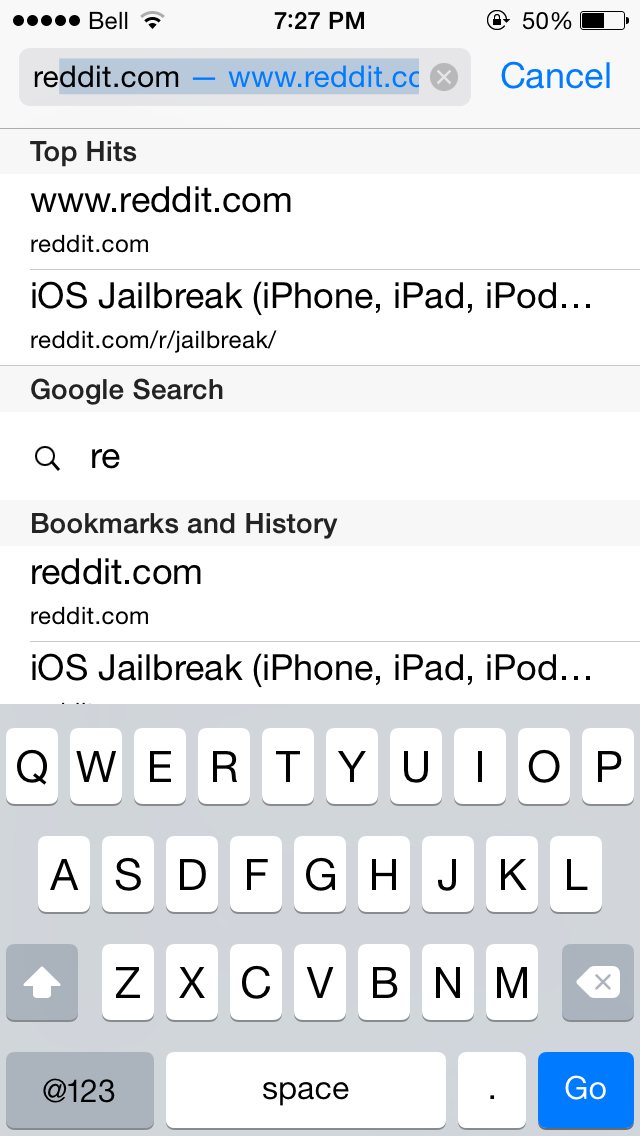 Bell 7:27 PM 50%
reddit.com — www.reddit.co Cancel
Top Hits
www.reddit.com
reddit.com
iOS Jailbreak (iPhone, iPad, iPod...
reddit.com/r/jailbreak/
Google Search
re
Bookmarks and History
reddit.com
reddit.com
iOS Jailbreak (iPhone, iPad, iPod...
Q W E R T Y U I O P
A S D F G H J K L
Z X C V B N M
@123 space . Go